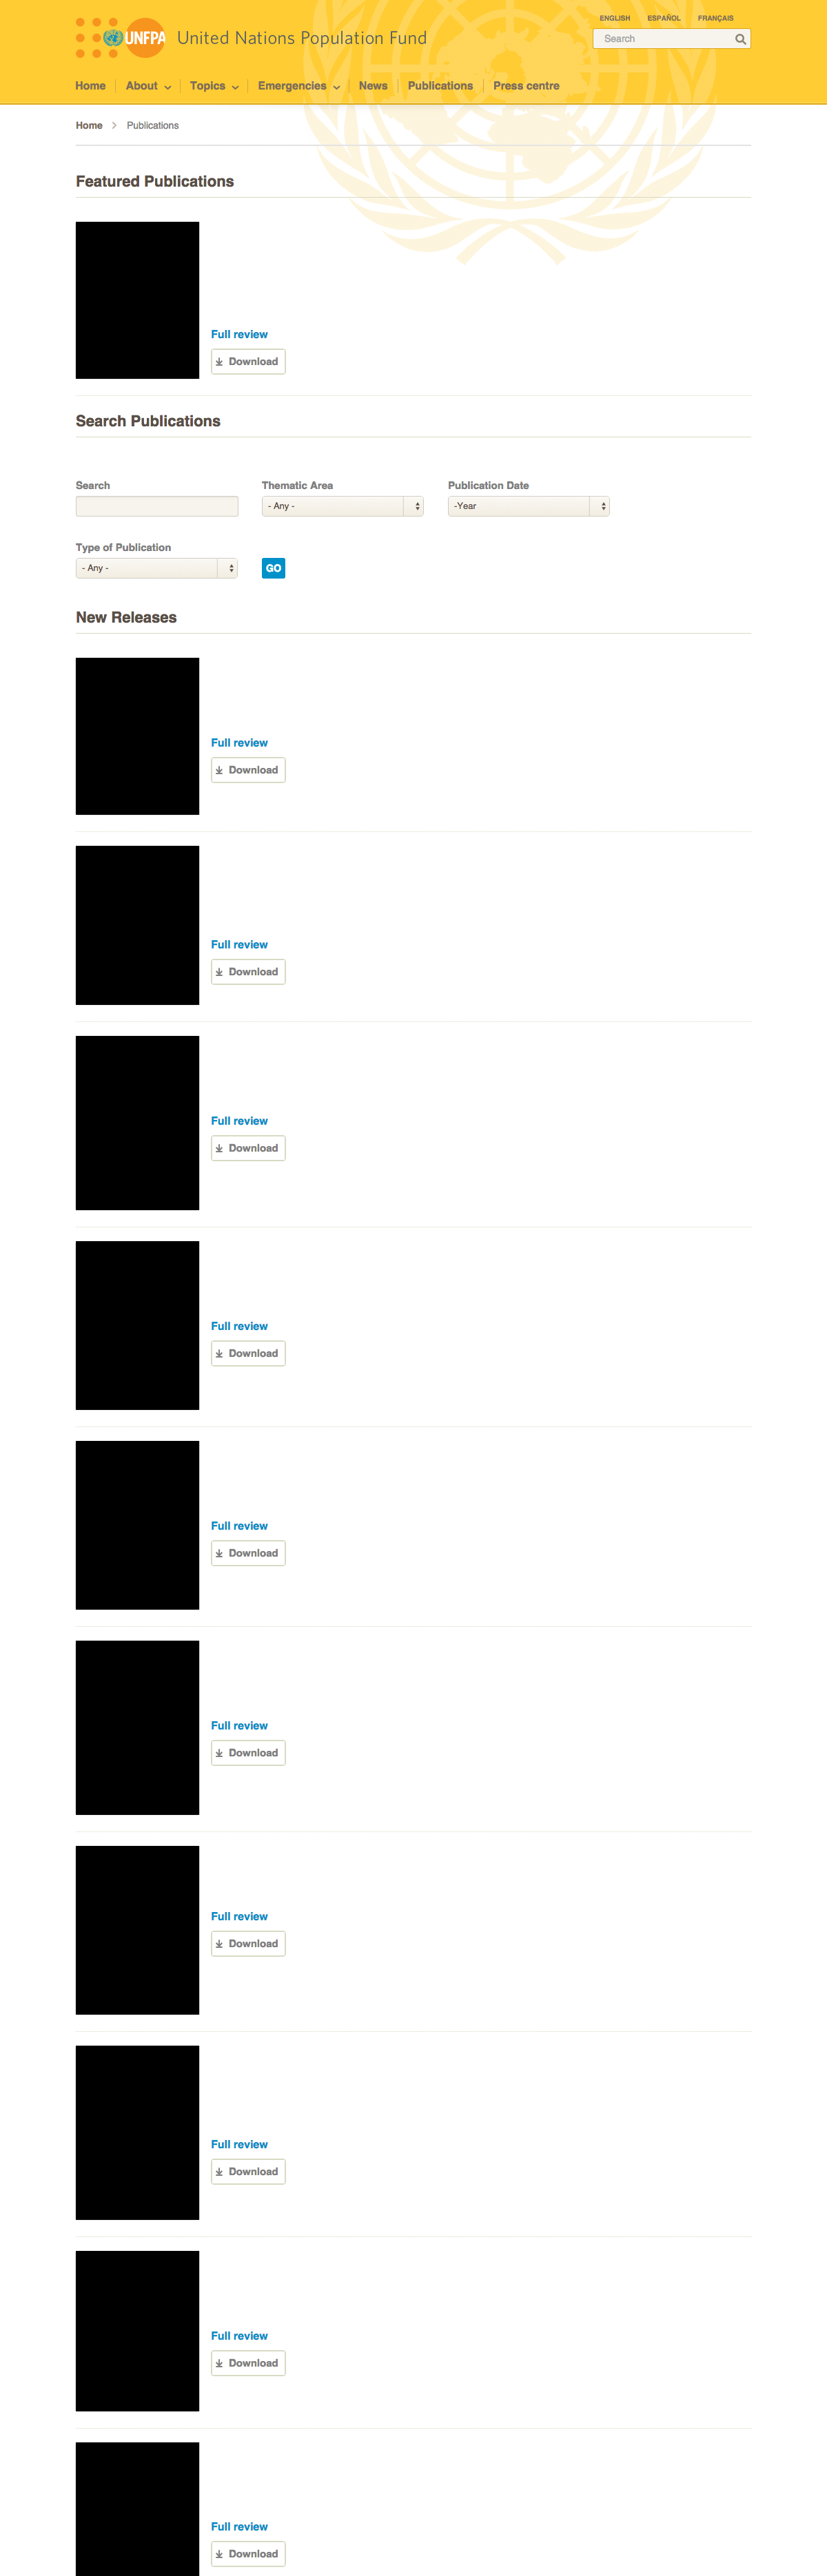 ENGLISH ESPAÑOL FRANÇAIS
UNFPA United Nations Population Fund
Search
Home About Topics Emergencies News Publications Press centre
Home Publications
Featured Publications
Full review
Download
Search Publications
Search Thematic Area Publication Date
- Any - -Year
Type of Publication
- Any - GO
New Releases
Full review
Download
Full review
Download
Full review
Download
Full review
Download
Full review
Download
Full review
Download
Full review
Download
Full review
Download
Full review
Download
Full review
Download